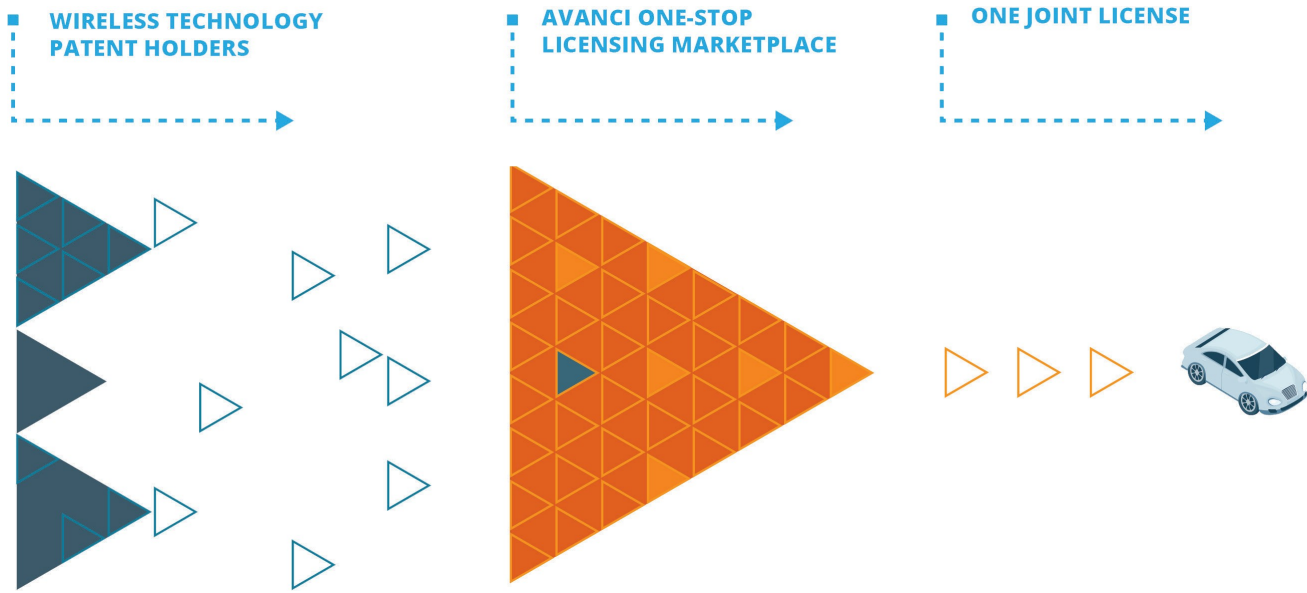 WIRELESS TECHNOLOGY
PATENT HOLDERS
AVANCI ONE-STOP
LICENSING MARKETPLACE
ONE JOINT LICENSE